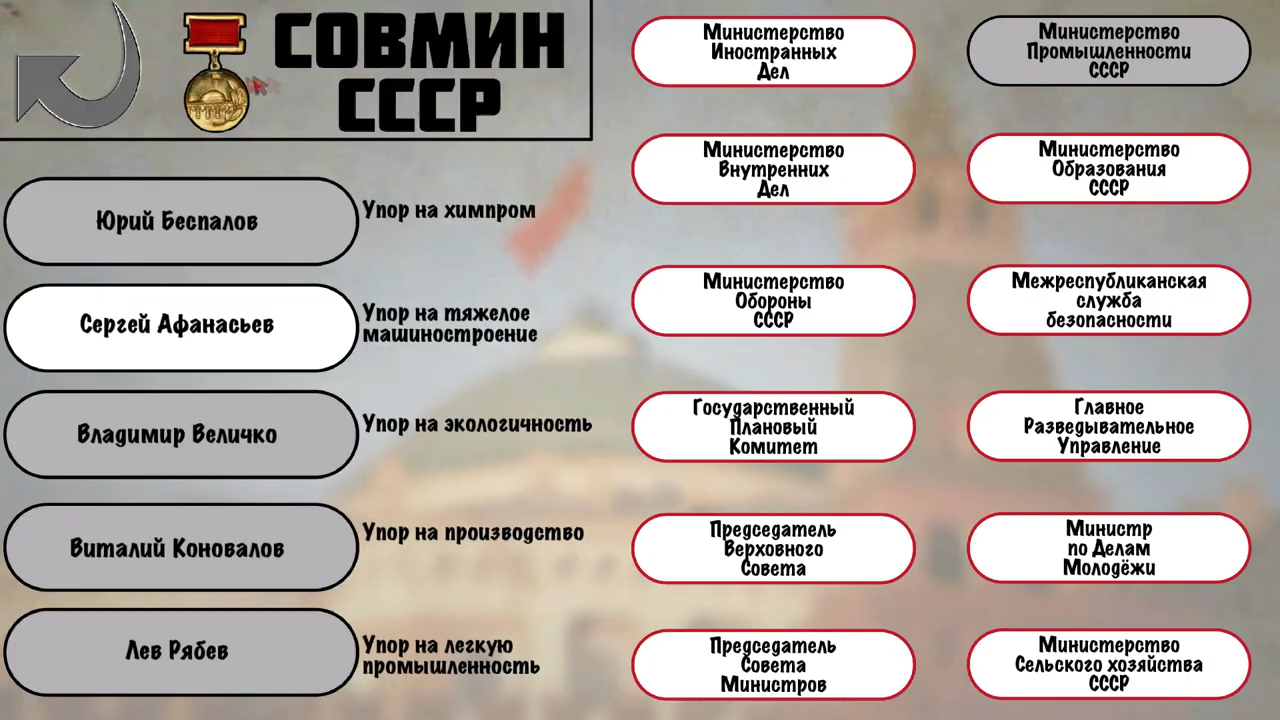 СОВМИН
СССР
Юрий Беспалов
Упор на химпром
Сергей Афанасьев
Упор на тяжелое
машиностроение
Владимир Величко
Упор на экологичность
Виталий Коновалов
Упор на производство
Лев Рябев
Упор на легкую
промышленность
Министерство
Иностранных
Дел
Министерство
Промышленности
СССР
Министерство
Внутренних
Дел
Министерство
Образования
СССР
Министерство
Обороны
СССР
Межреспубликанская
служба
безопасности
Государственный
Плановый
Комитет
Главное
Разведывательное
Управление
Председатель
Верховного
Совета
Министр
по Делам
Молодёжи
Председатель
Совета
Министров
Министерство
Сельского хозяйства
СССР